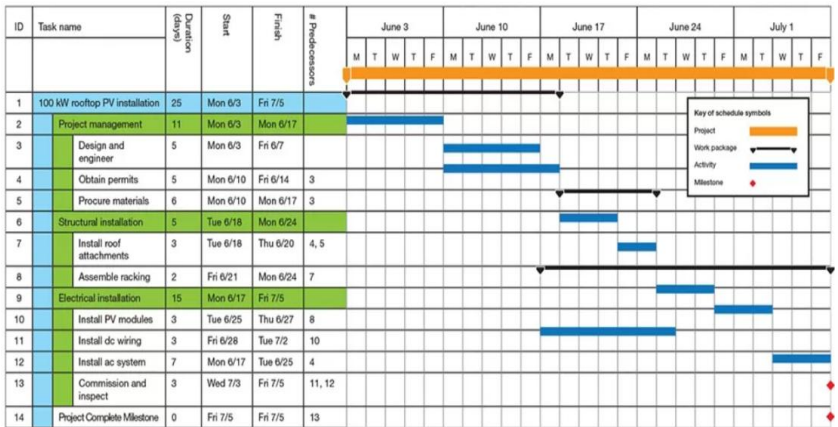 ID Task name Duration (days) Start Finish # Predecessors June 3 June 10 June 17 June 24 July 1
M T W T F M T W T F M T W T F M T W T F M T W T F
1 100 kW rooftop PV installation 25 Mon 6/3 Fri 7/5
2 Project management 11 Mon 6/3 Mon 6/17
3 Design and engineer 5 Mon 6/3 Fri 6/7
4 Obtain permits 5 Mon 6/10 Fri 6/14 3
5 Procure materials 6 Mon 6/10 Mon 6/17 3
6 Structural installation 5 Tue 6/18 Mon 6/24
7 Install roof attachments 3 Tue 6/18 Thu 6/20 4, 5
8 Assemble racking 2 Fri 6/21 Mon 6/24 7
9 Electrical installation 15 Mon 6/17 Fri 7/5
10 Install PV modules 3 Tue 6/25 Thu 6/27 8
11 Install dc wiring 3 Fri 6/28 Tue 7/2 10
12 Install ac system 7 Mon 6/17 Tue 6/25 4
13 Commission and inspect 3 Wed 7/3 Fri 7/5 11, 12
14 Project Complete Milestone 0 Fri 7/5 Fri 7/5 13
Key of schedule symbols
Project
Work package
Activity
Milestone